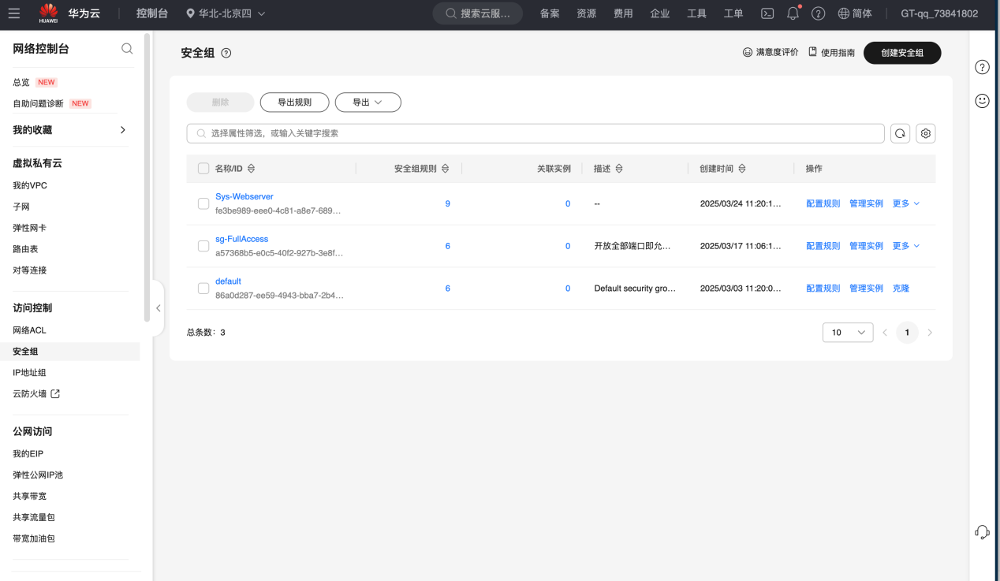 HUAWEI 华为云 控制台 华北-北京四 搜索云服... 备案 资源 费用 企业 工具 工单 简体 GT-qq_73841802
网络控制台
总览 NEW
自助问题诊断 NEW
我的收藏
虚拟私有云
我的VPC
子网
弹性网卡
路由表
对等连接
访问控制
网络ACL
安全组
IP地址组
云防火墙
公网访问
我的EIP
弹性公网IP池
共享带宽
共享流量包
带宽加油包
安全组 满意度评价 使用指南 创建安全组
删除 导出规则 导出
选择属性筛选，或输入关键字搜索
名称/ID 安全组规则 关联实例 描述 创建时间 操作
Sys-Webserver
fe3be989-eee0-4c81-a8e7-689... 9 0 -- 2025/03/24 11:20:1... 配置规则 管理实例 更多
sg-FullAccess
a57368b5-e0c5-40f2-927b-3e8f... 6 0 开放全部端口即允... 2025/03/17 11:06:1... 配置规则 管理实例 更多
default
86a0d287-ee59-4943-bba7-2b4... 6 0 Default security gro... 2025/03/03 11:20:0... 配置规则 管理实例 克隆
总条数：3 10 1